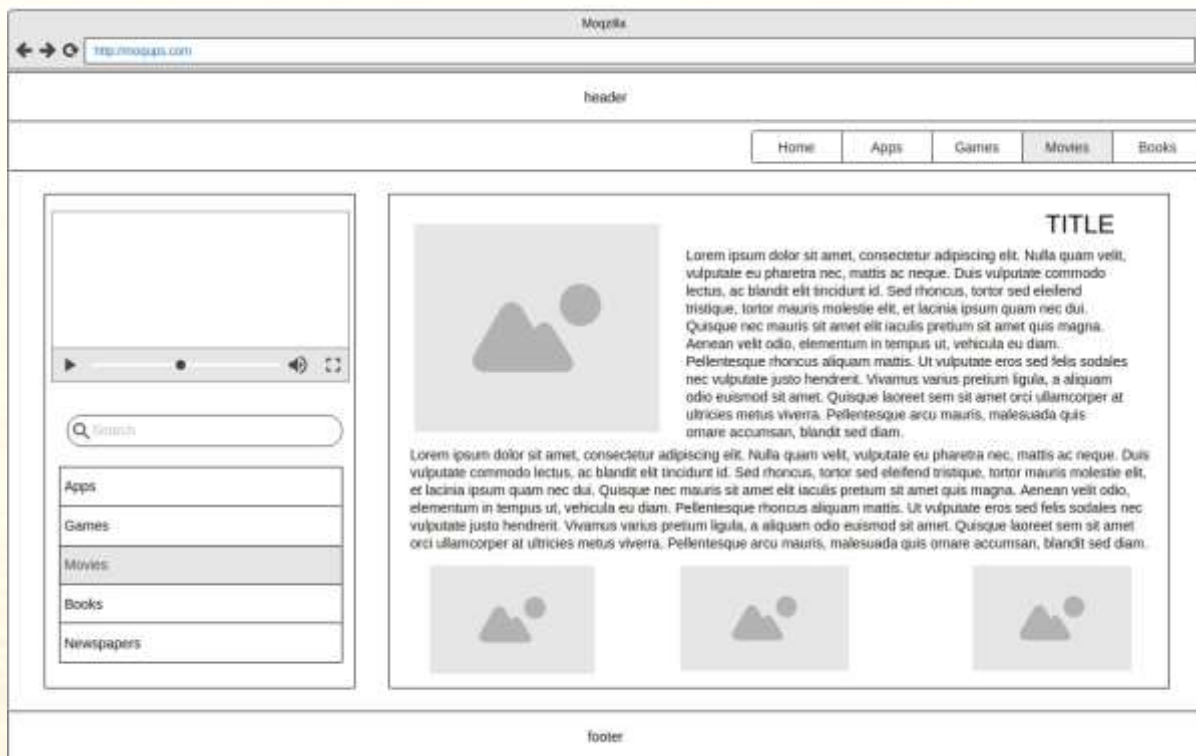 Moqzilla
http://moqups.com
header
Home Apps Games Movies Books
Search
Apps
Games
Movies
Books
Newspapers
TITLE
Lorem ipsum dolor sit amet, consectetur adipiscing elit. Nulla quam velit,
vulputate eu pharetra nec, mattis ac neque. Duis vulputate commodo
lectus, ac blandit elit tincidunt id. Sed rhoncus, tortor sed eleifend
tristique, tortor mauris molestie elit, et lacinia ipsum quam nec dui.
Quisque nec mauris sit amet elit iaculis pretium sit amet quis magna.
Aenean velit odio, elementum in tempus ut, vehicula eu diam.
Pellentesque rhoncus aliquam mattis. Ut vulputate eros sed felis sodales
nec vulputate justo hendrerit. Vivamus varius pretium ligula, a aliquam
odio euismod sit amet. Quisque laoreet sem sit amet orci ullamcorper at
ultricies metus viverra. Pellentesque arcu mauris, malesuada quis
ornare accumsan, blandit sed diam.
Lorem ipsum dolor sit amet, consectetur adipiscing elit. Nulla quam velit, vulputate eu pharetra nec, mattis ac neque. Duis
vulputate commodo lectus, ac blandit elit tincidunt id. Sed rhoncus, tortor sed eleifend tristique, tortor mauris molestie elit,
et lacinia ipsum quam nec dui. Quisque nec mauris sit amet elit iaculis pretium sit amet quis magna. Aenean velit odio,
elementum in tempus ut, vehicula eu diam. Pellentesque rhoncus aliquam mattis. Ut vulputate eros sed felis sodales nec
vulputate justo hendrerit. Vivamus varius pretium ligula, a aliquam odio euismod sit amet. Quisque laoreet sem sit amet
orci ullamcorper at ultricies metus viverra. Pellentesque arcu mauris, malesuada quis ornare accumsan, blandit sed diam.
footer